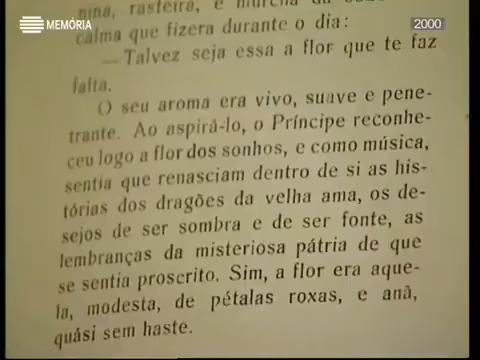 MEMÓRIA
2000
nina, rasteira, e murcha da
calma que fizera durante o dia:
— Talvez seja essa a flor que te faz
falta.
O seu aroma era vivo, suave e pene-
trante. Ao aspirá-lo, o Príncipe reconhe-
ceu logo a flor dos sonhos, e como música,
sentia que renasciam dentro de si as his-
tórias dos dragões da velha ama, os de-
sejos de ser sombra e de ser fonte, as
lembranças da misteriosa pátria de que
se sentia proscrito. Sim, a flor era aque-
la, modesta, de pétalas roxas, e anã,
quási sem haste.